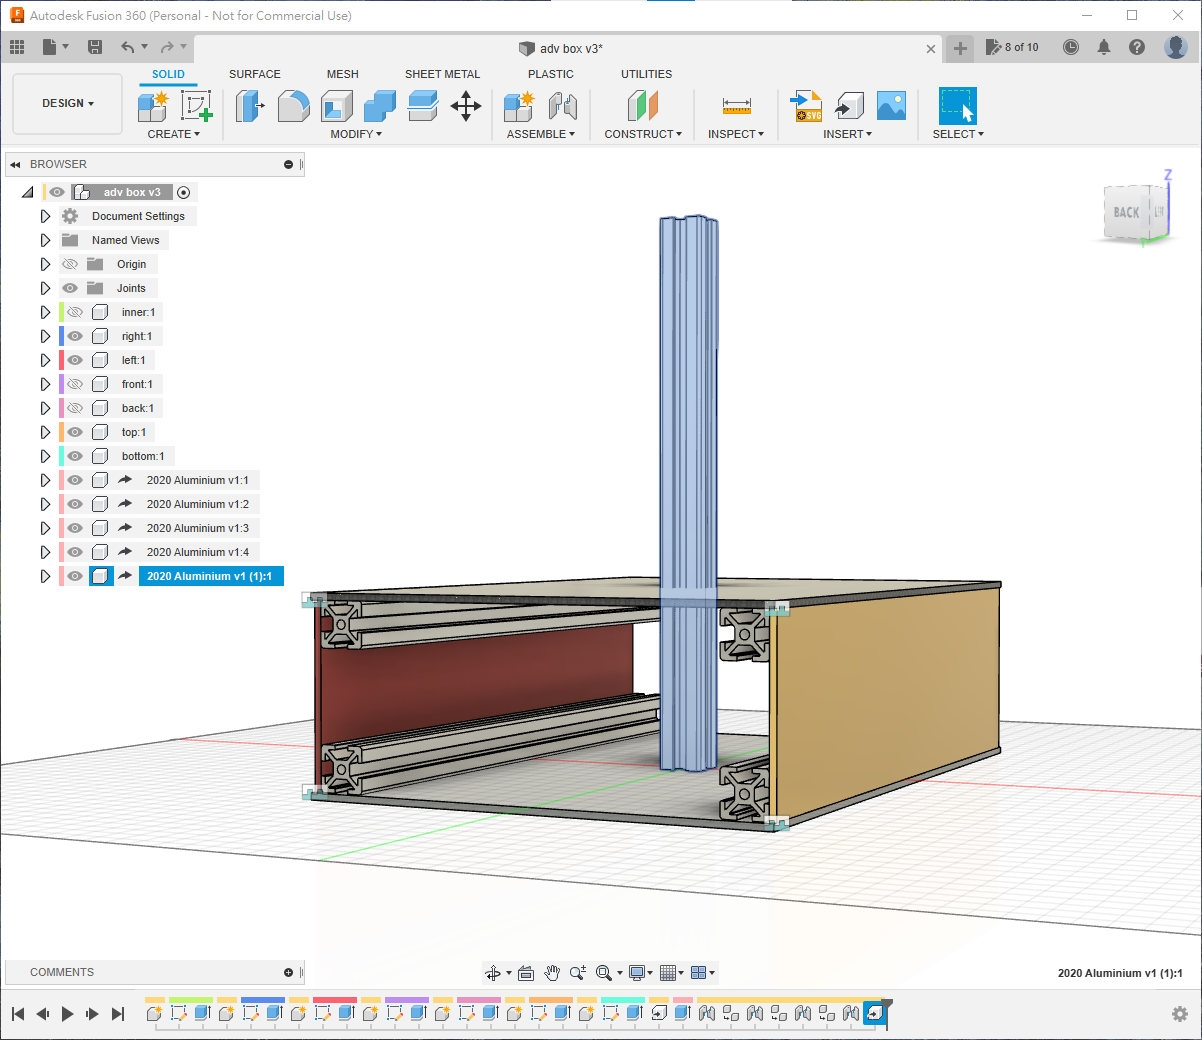 Autodesk Fusion 360 (Personal - Not for Commercial Use)
adv box v3*
8 of 10
DESIGN
SOLID
SURFACE
MESH
SHEET METAL
PLASTIC
UTILITIES
CREATE
MODIFY
ASSEMBLE
CONSTRUCT
INSPECT
SVG
INSERT
SELECT
BROWSER
adv box v3
Document Settings
Named Views
Origin
Joints
inner:1
right:1
left:1
front:1
back:1
top:1
bottom:1
2020 Aluminium v1:1
2020 Aluminium v1:2
2020 Aluminium v1:3
2020 Aluminium v1:4
2020 Aluminium v1 (1):1
Z
BACK
COMMENTS
2020 Aluminium v1 (1):1